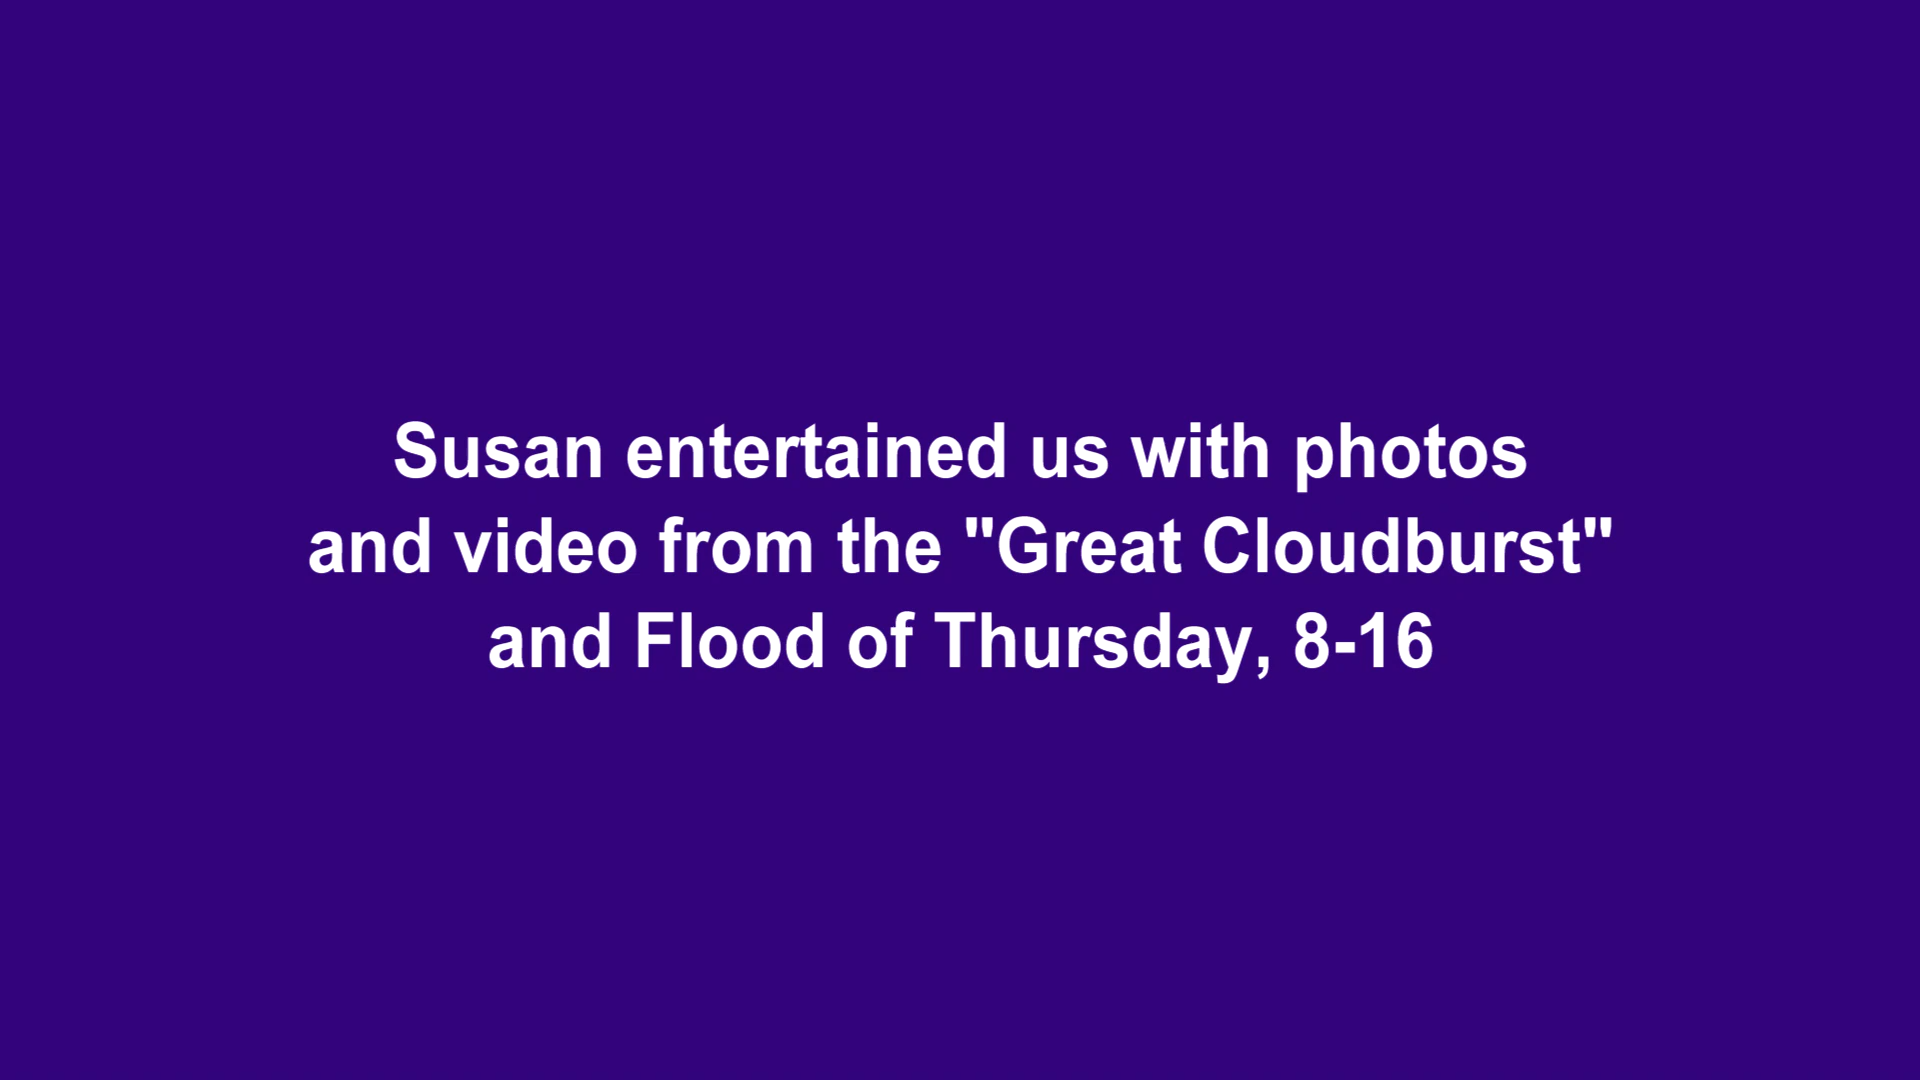 Susan entertained us with photos
and video from the "Great Cloudburst"
and Flood of Thursday, 8-16